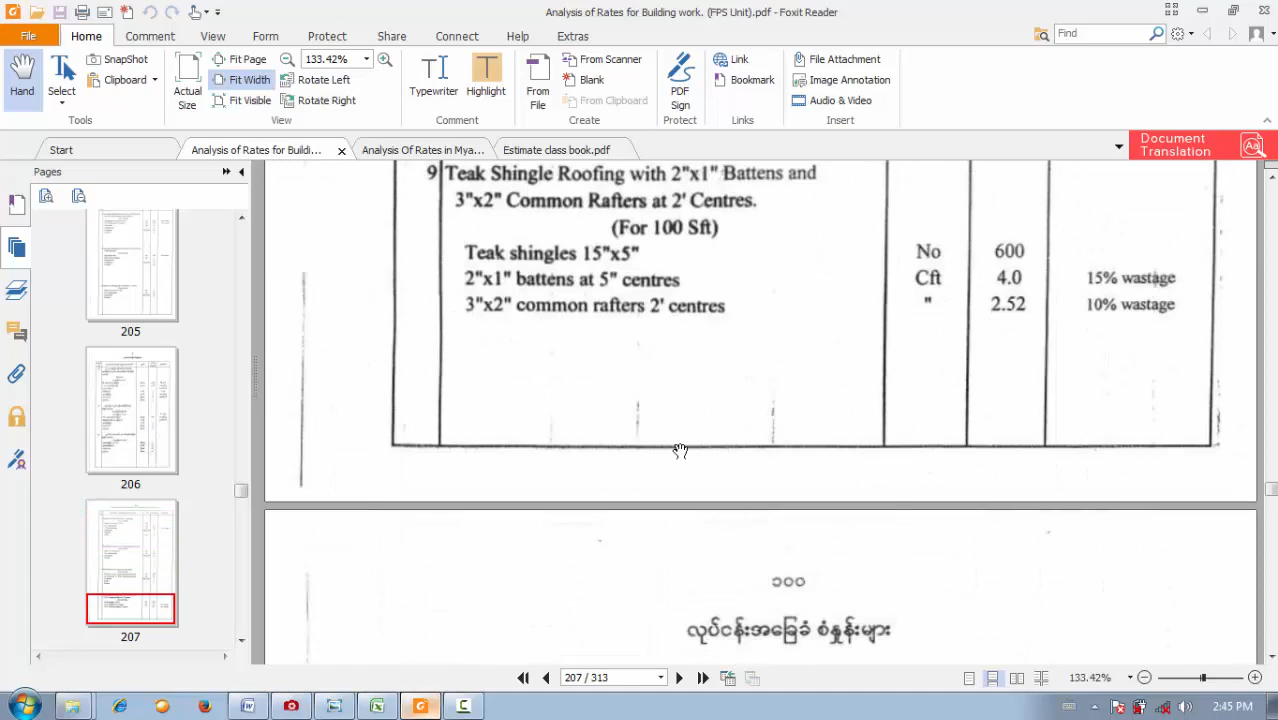 Analysis of Rates for Building work. (FPS Unit).pdf - Foxit Reader
File Home Comment View Form Protect Share Connect Help Extras
Find
Hand
Select
SnapShot
Clipboard
Actual Size
Fit Page
Fit Width
Fit Visible
133.42%
Rotate Left
Rotate Right
Typewriter
Highlight
From File
From Scanner
Blank
From Clipboard
PDF Sign
Link
Bookmark
File Attachment
Image Annotation
Audio & Video
Tools View Comment Create Protect Links Insert
Start Analysis of Rates for Buildi... Analysis Of Rates in Mya... Estimate class book.pdf
Document Translation
Pages
205
206
207
9 Teak Shingle Roofing with 2"x1" Battens and
3"x2" Common Rafters at 2' Centres.
(For 100 Sft)
Teak shingles 15"x5" No 600
2"x1" battens at 5" centres Cft 4.0 15% wastage
3"x2" common rafters 2' centres " 2.52 10% wastage
၁၀၀
လုပ်ငန်းအခြေခံ စံနှုန်းများ
207 / 313
133.42%
2:45 PM